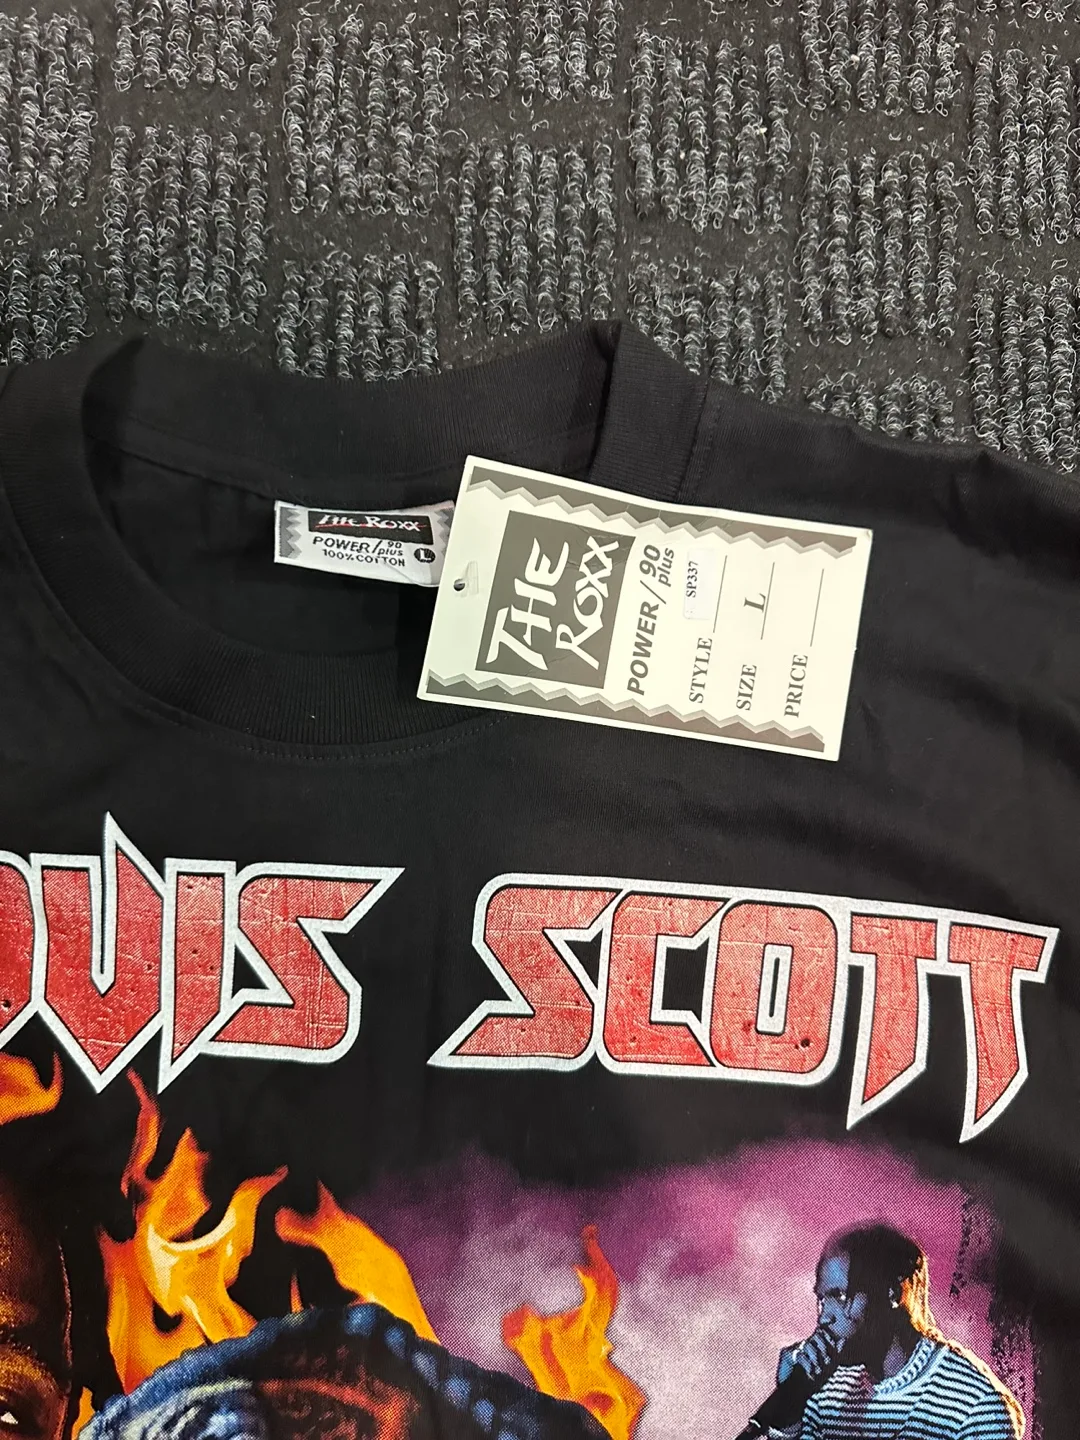 The Roxx
POWER/90 plus
100% COTTON
L
THE
ROXX
POWER/90 plus
STYLE SP337
SIZE L
PRICE
VIS SCOTT